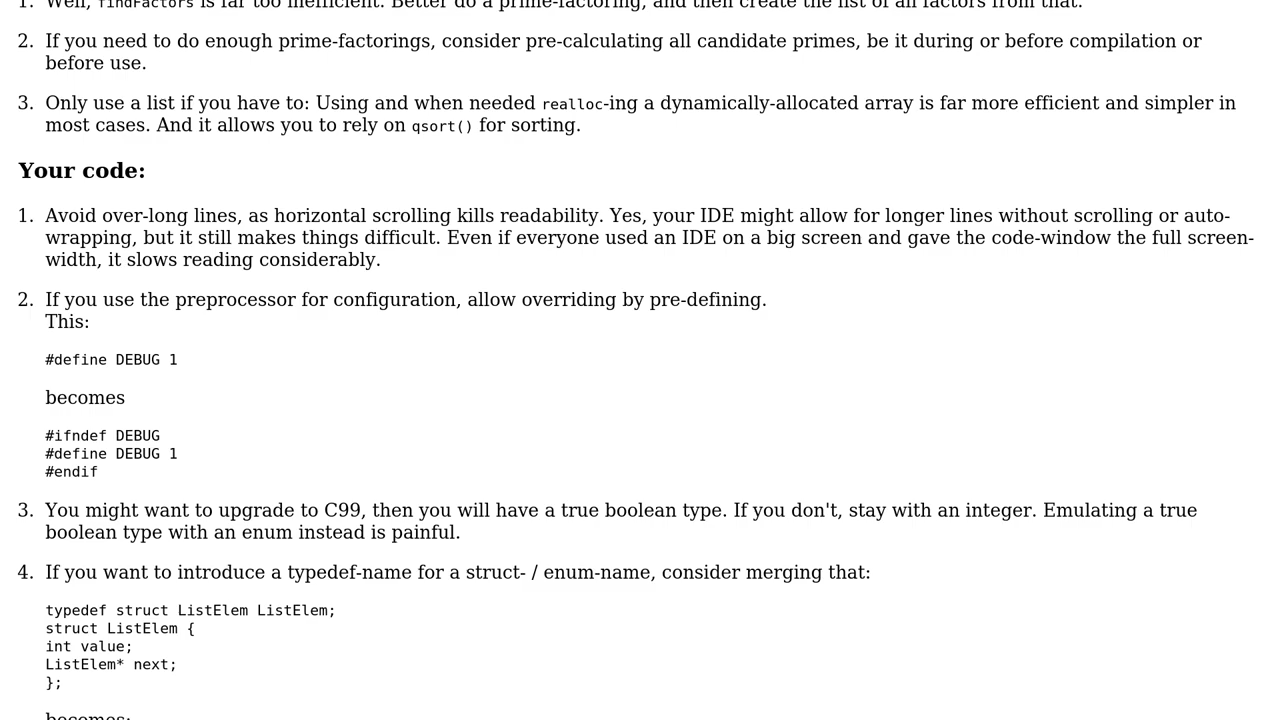 1. Well, findFactors is far too inefficient. Better do a prime-factoring, and then create the list of all factors from that.
2. If you need to do enough prime-factorings, consider pre-calculating all candidate primes, be it during or before compilation or
before use.
3. Only use a list if you have to: Using and when needed realloc-ing a dynamically-allocated array is far more efficient and simpler in
most cases. And it allows you to rely on qsort() for sorting.
Your code:
1. Avoid over-long lines, as horizontal scrolling kills readability. Yes, your IDE might allow for longer lines without scrolling or auto-
wrapping, but it still makes things difficult. Even if everyone used an IDE on a big screen and gave the code-window the full screen-
width, it slows reading considerably.
2. If you use the preprocessor for configuration, allow overriding by pre-defining.
This:
#define DEBUG 1
becomes
#ifndef DEBUG
#define DEBUG 1
#endif
3. You might want to upgrade to C99, then you will have a true boolean type. If you don't, stay with an integer. Emulating a true
boolean type with an enum instead is painful.
4. If you want to introduce a typedef-name for a struct- / enum-name, consider merging that:
typedef struct ListElem ListElem;
struct ListElem {
int value;
ListElem* next;
};
becomes: